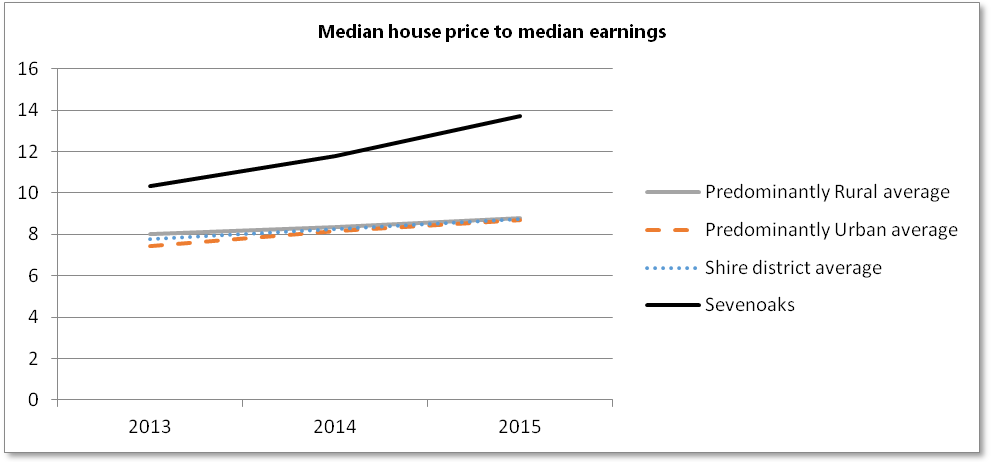 Median house price to median earnings
16
14
12
10
8
6
4
2
0
2013 2014 2015
Predominantly Rural average
Predominantly Urban average
Shire district average
Sevenoaks